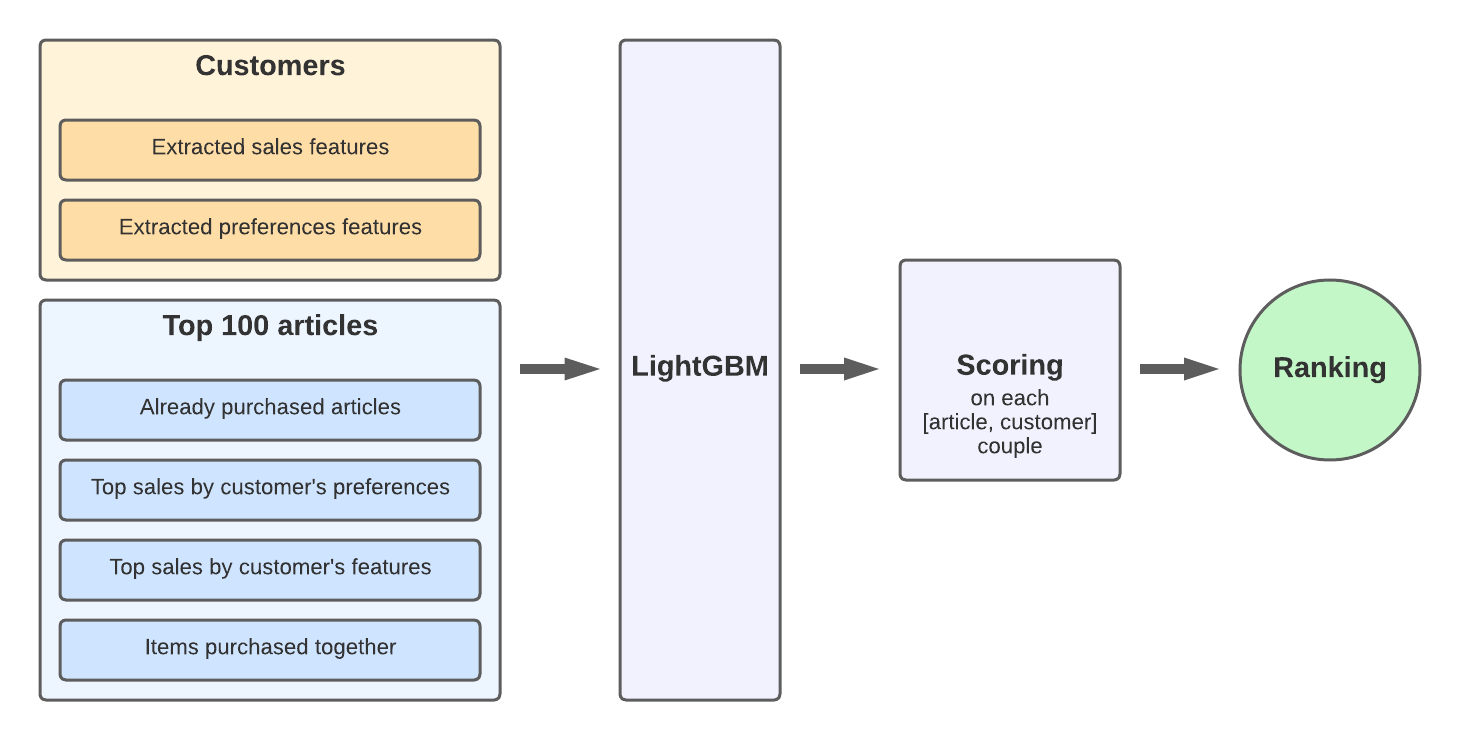 Customers
Extracted sales features
Extracted preferences features
Top 100 articles
Already purchased articles
Top sales by customer's preferences
Top sales by customer's features
Items purchased together
LightGBM
Scoring
on each
[article, customer]
couple
Ranking